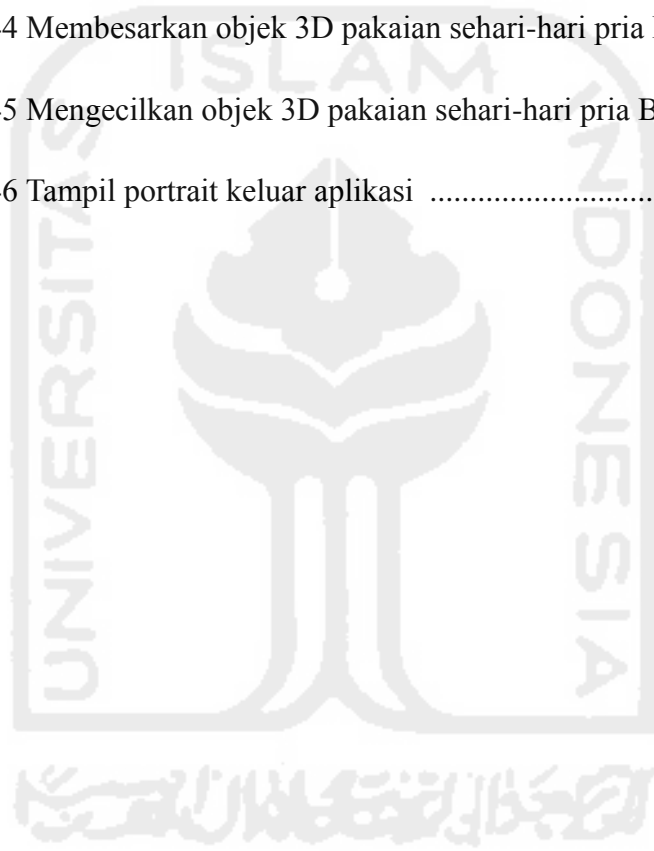 4 Membesarkan objek 3D pakaian sehari-hari pria
5 Mengecilkan objek 3D pakaian sehari-hari pria B
6 Tampil portrait keluar aplikasi ............................
ISLAM
UNIVERSITAS
INDONESIA